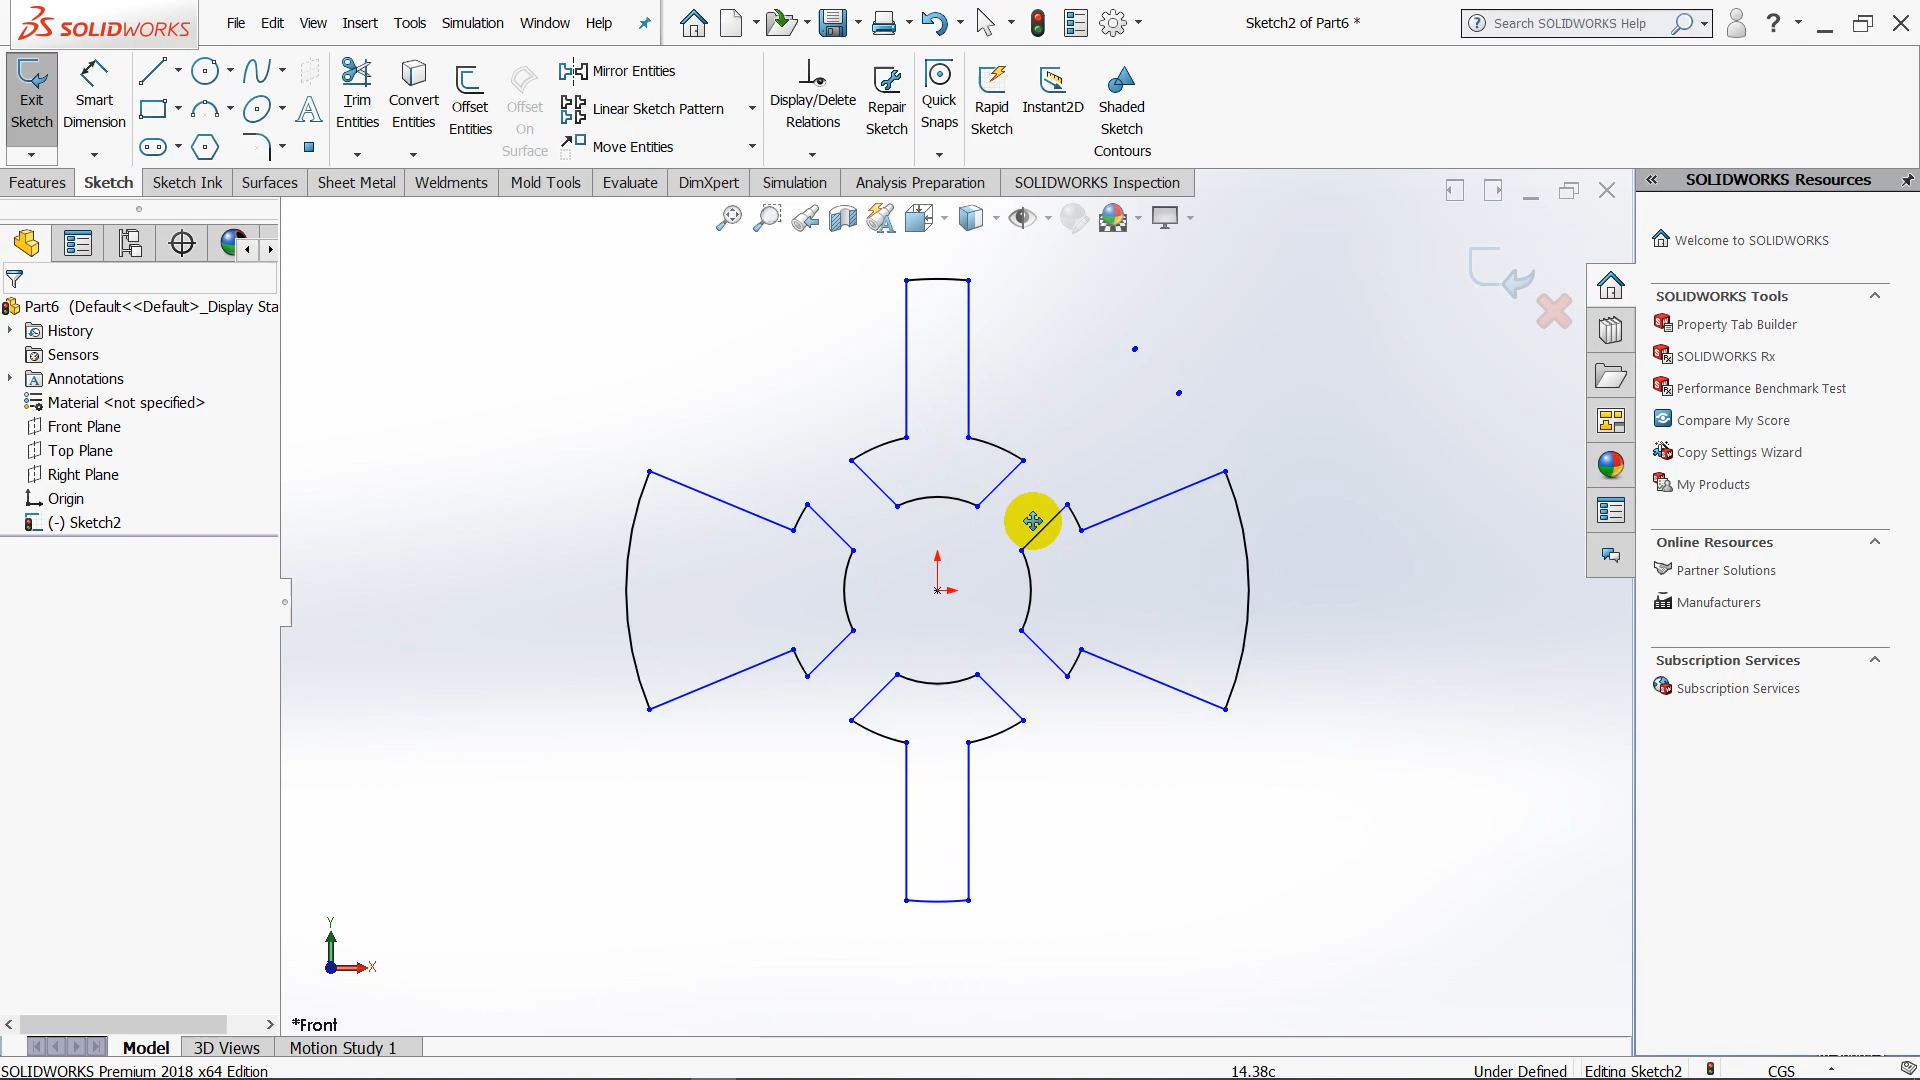 SOLIDWORKS
File Edit View Insert Tools Simulation Window Help
Sketch2 of Part6 *
Search SOLIDWORKS Help
Exit Sketch
Smart Dimension
Trim Entities
Convert Entities
Offset Entities
Offset On Surface
Mirror Entities
Linear Sketch Pattern
Move Entities
Display/Delete Relations
Repair Sketch
Quick Snaps
Rapid Sketch
Instant2D
Shaded Sketch Contours
Features Sketch Sketch Ink Surfaces Sheet Metal Weldments Mold Tools Evaluate DimXpert Simulation Analysis Preparation SOLIDWORKS Inspection
Part6 (Default<<Default>_Display Sta
History
Sensors
Annotations
Material <not specified>
Front Plane
Top Plane
Right Plane
Origin
(-) Sketch2
Y
X
*Front
SOLIDWORKS Resources
Welcome to SOLIDWORKS
SOLIDWORKS Tools
Property Tab Builder
SOLIDWORKS Rx
Performance Benchmark Test
Compare My Score
Copy Settings Wizard
My Products
Online Resources
Partner Solutions
Manufacturers
Subscription Services
Subscription Services
Model 3D Views Motion Study 1
SOLIDWORKS Premium 2018 x64 Edition
14.38c
Under Defined
Editing Sketch2
CGS